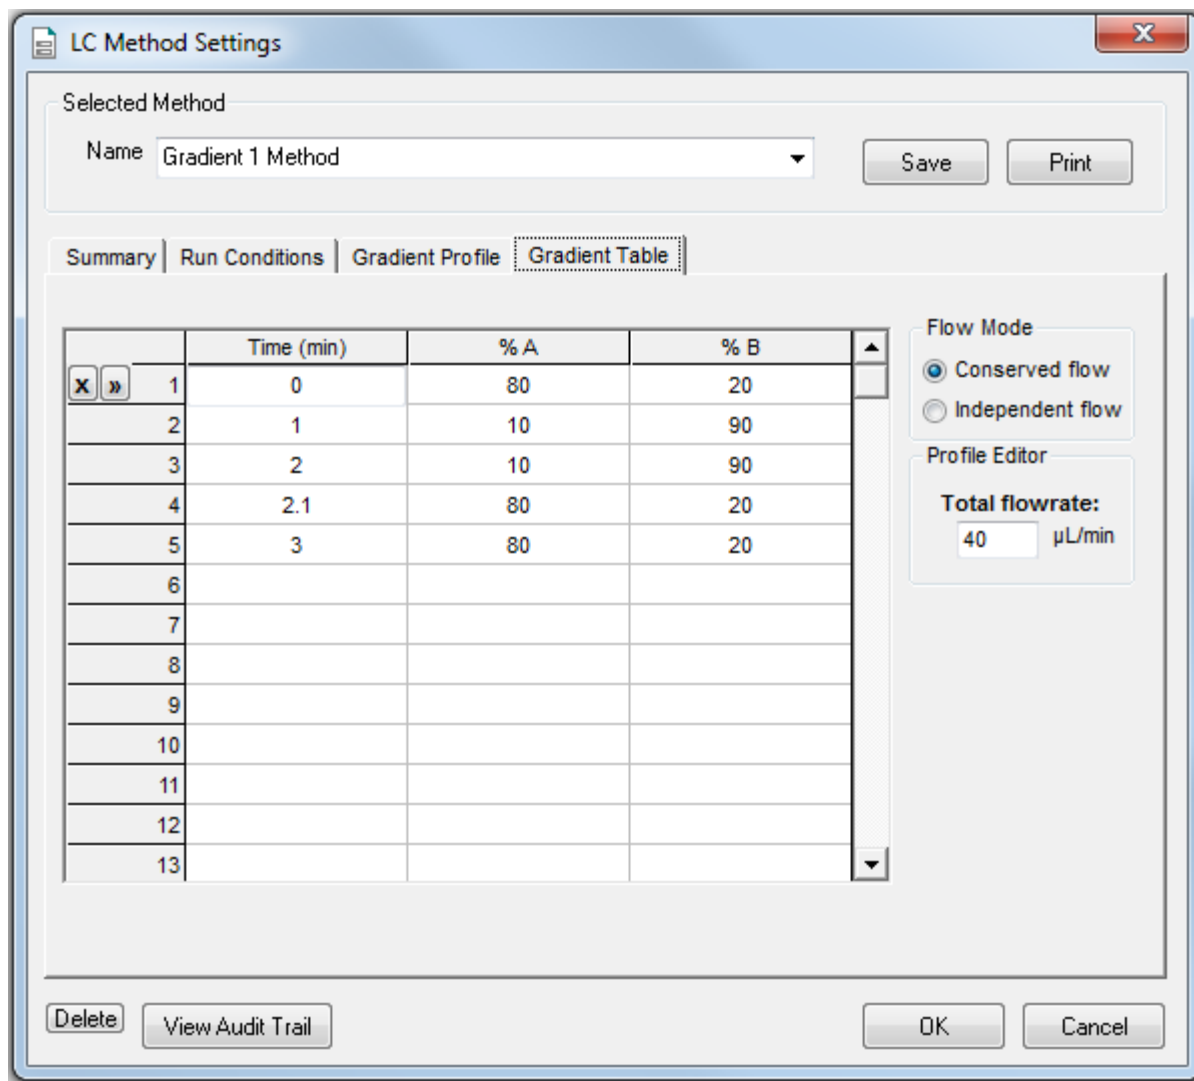 LC Method Settings
Selected Method
Name Gradient 1 Method Save Print
Summary Run Conditions Gradient Profile Gradient Table
Time (min) % A % B
x » 1 0 80 20
2 1 10 90
3 2 10 90
4 2.1 80 20
5 3 80 20
6
7
8
9
10
11
12
13
Flow Mode
Conserved flow
Independent flow
Profile Editor
Total flowrate:
40 µL/min
Delete View Audit Trail OK Cancel